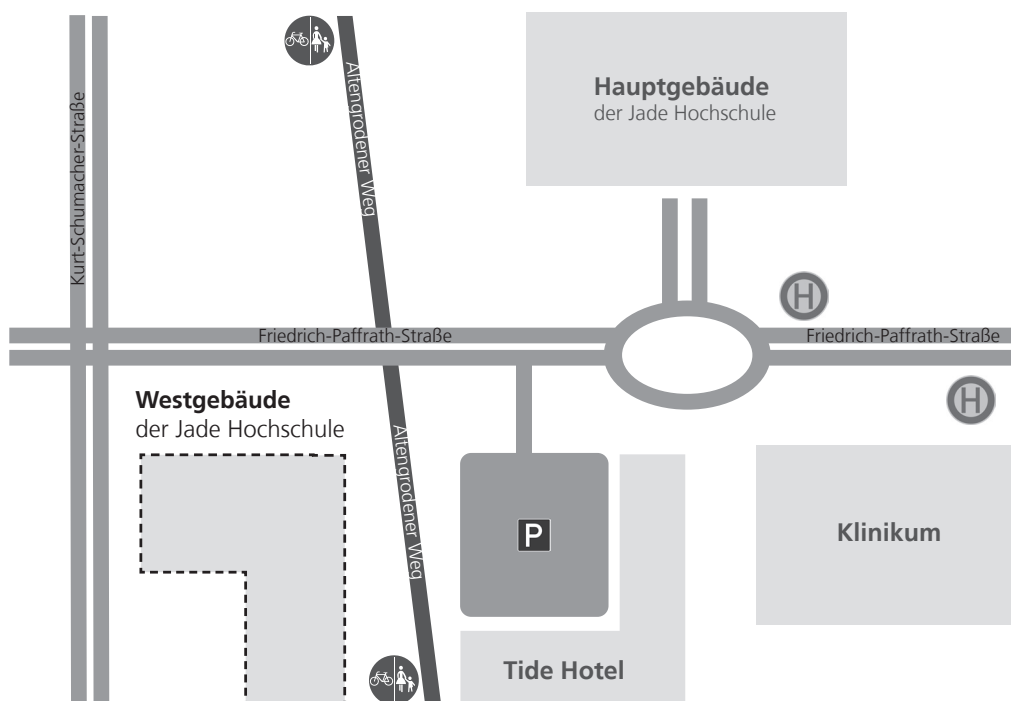 Kurt-Schumacher-Straße
Altengrodener Weg
Hauptgebäude
der Jade Hochschule
H
Friedrich-Paffrath-Straße
Friedrich-Paffrath-Straße
H
Westgebäude
der Jade Hochschule
Altengrodener Weg
P
Klinikum
Tide Hotel